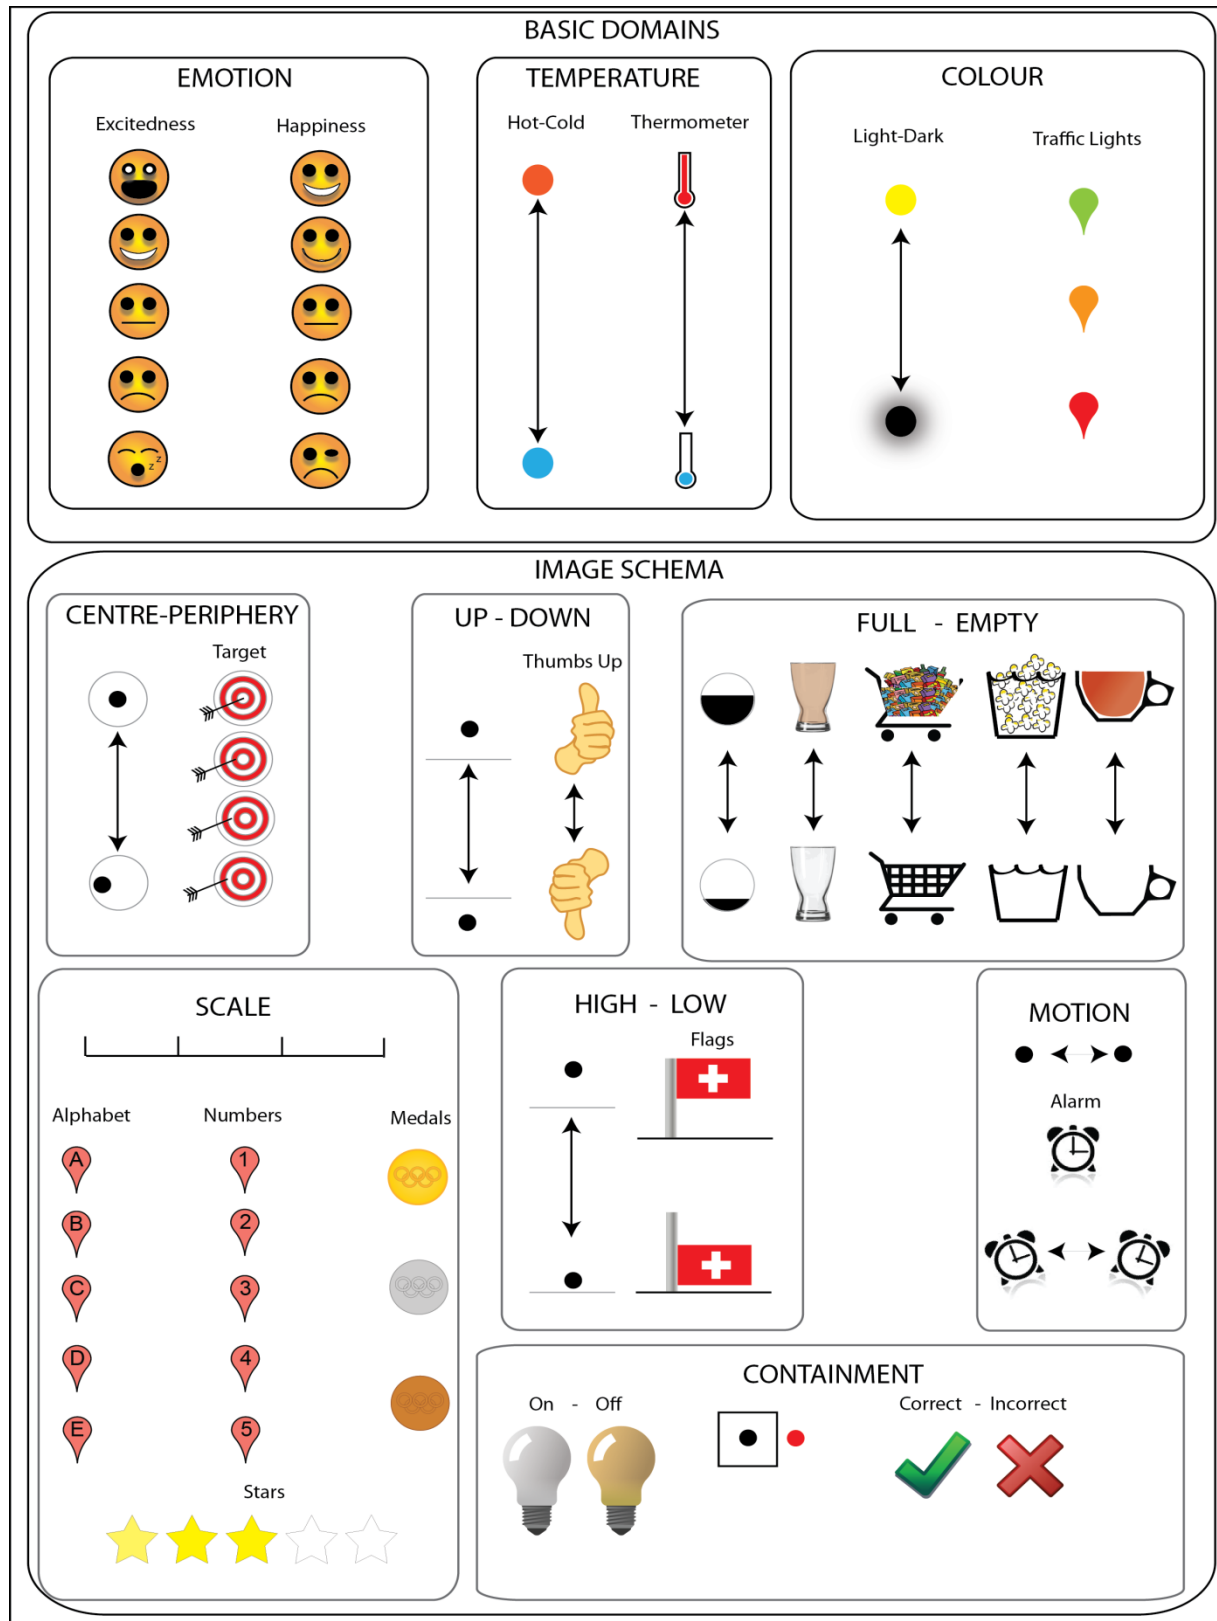 BASIC DOMAINS
EMOTION
Excitedness Happiness
z z
TEMPERATURE
Hot-Cold Thermometer
COLOUR
Light-Dark Traffic Lights
IMAGE SCHEMA
CENTRE-PERIPHERY
Target
UP - DOWN
Thumbs Up
FULL - EMPTY
SCALE
Alphabet Numbers Medals
A 1
B 2
C 3
D 4
E 5
Stars
HIGH - LOW
Flags
MOTION
Alarm
CONTAINMENT
On - Off
Correct - Incorrect